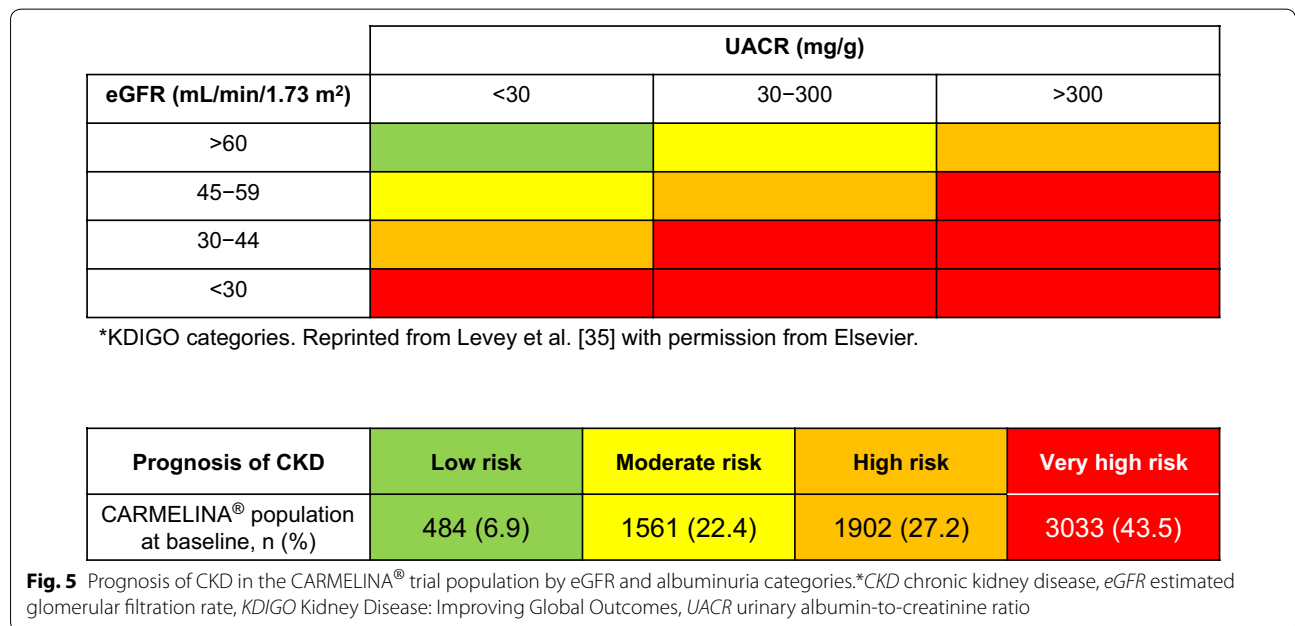 UACR (mg/g)
eGFR (mL/min/1.73 m²) <30 30−300 >300
>60
45−59
30−44
<30
*KDIGO categories. Reprinted from Levey et al. [35] with permission from Elsevier.
Prognosis of CKD Low risk Moderate risk High risk Very high risk
CARMELINA® population
at baseline, n (%) 484 (6.9) 1561 (22.4) 1902 (27.2) 3033 (43.5)
Fig. 5 Prognosis of CKD in the CARMELINA® trial population by eGFR and albuminuria categories.*CKD chronic kidney disease, eGFR estimated
glomerular filtration rate, KDIGO Kidney Disease: Improving Global Outcomes, UACR urinary albumin-to-creatinine ratio